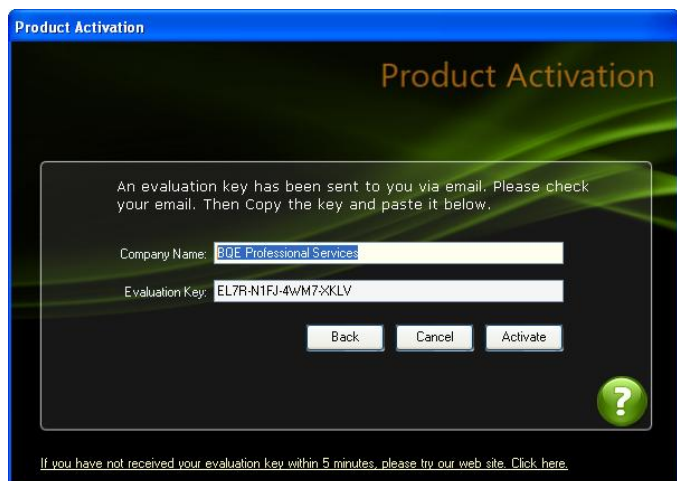 Product Activation
Product Activation
An evaluation key has been sent to you via email. Please check
your email. Then Copy the key and paste it below.
Company Name: BQE Professional Services
Evaluation Key: EL7R-N1FJ-4WM7-XKLV
Back Cancel Activate
?
If you have not received your evaluation key within 5 minutes, please try our web site. Click here.